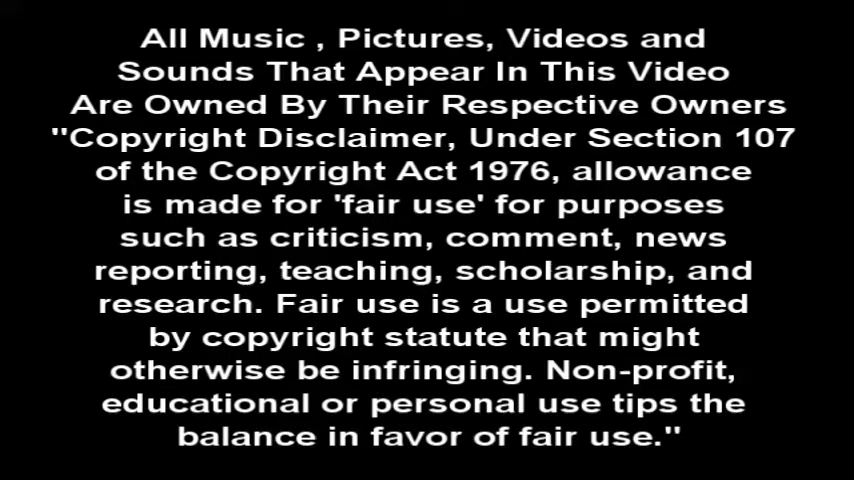 All Music , Pictures, Videos and
Sounds That Appear In This Video
Are Owned By Their Respective Owners
"Copyright Disclaimer, Under Section 107
of the Copyright Act 1976, allowance
is made for 'fair use' for purposes
such as criticism, comment, news
reporting, teaching, scholarship, and
research. Fair use is a use permitted
by copyright statute that might
otherwise be infringing. Non-profit,
educational or personal use tips the
balance in favor of fair use."